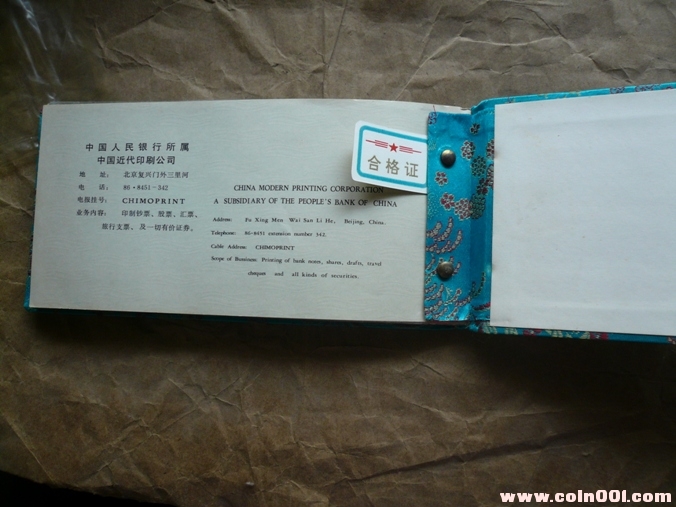 中国人民银行所属
中国近代印刷公司
地 址: 北京复兴门外三里河
电 话: 86·8451-342
电报挂号: CHIMOPRINT
业务内容: 印制钞票、股票、汇票、
旅行支票、及一切有价证券。
合格证
CHINA MODERN PRINTING CORPORATION
A SUBSIDIARY OF THE PEOPLE'S BANK OF CHINA
Address: Fu Xing Men Wai San Li He, Beijing, China.
Telephone: 86-8451 extension number 342.
Cable Address: CHIMOPRINT
Scope of Business: Printing of bank notes, shares, drafts, travel
cheques and all kinds of securities.
www.coin001.com